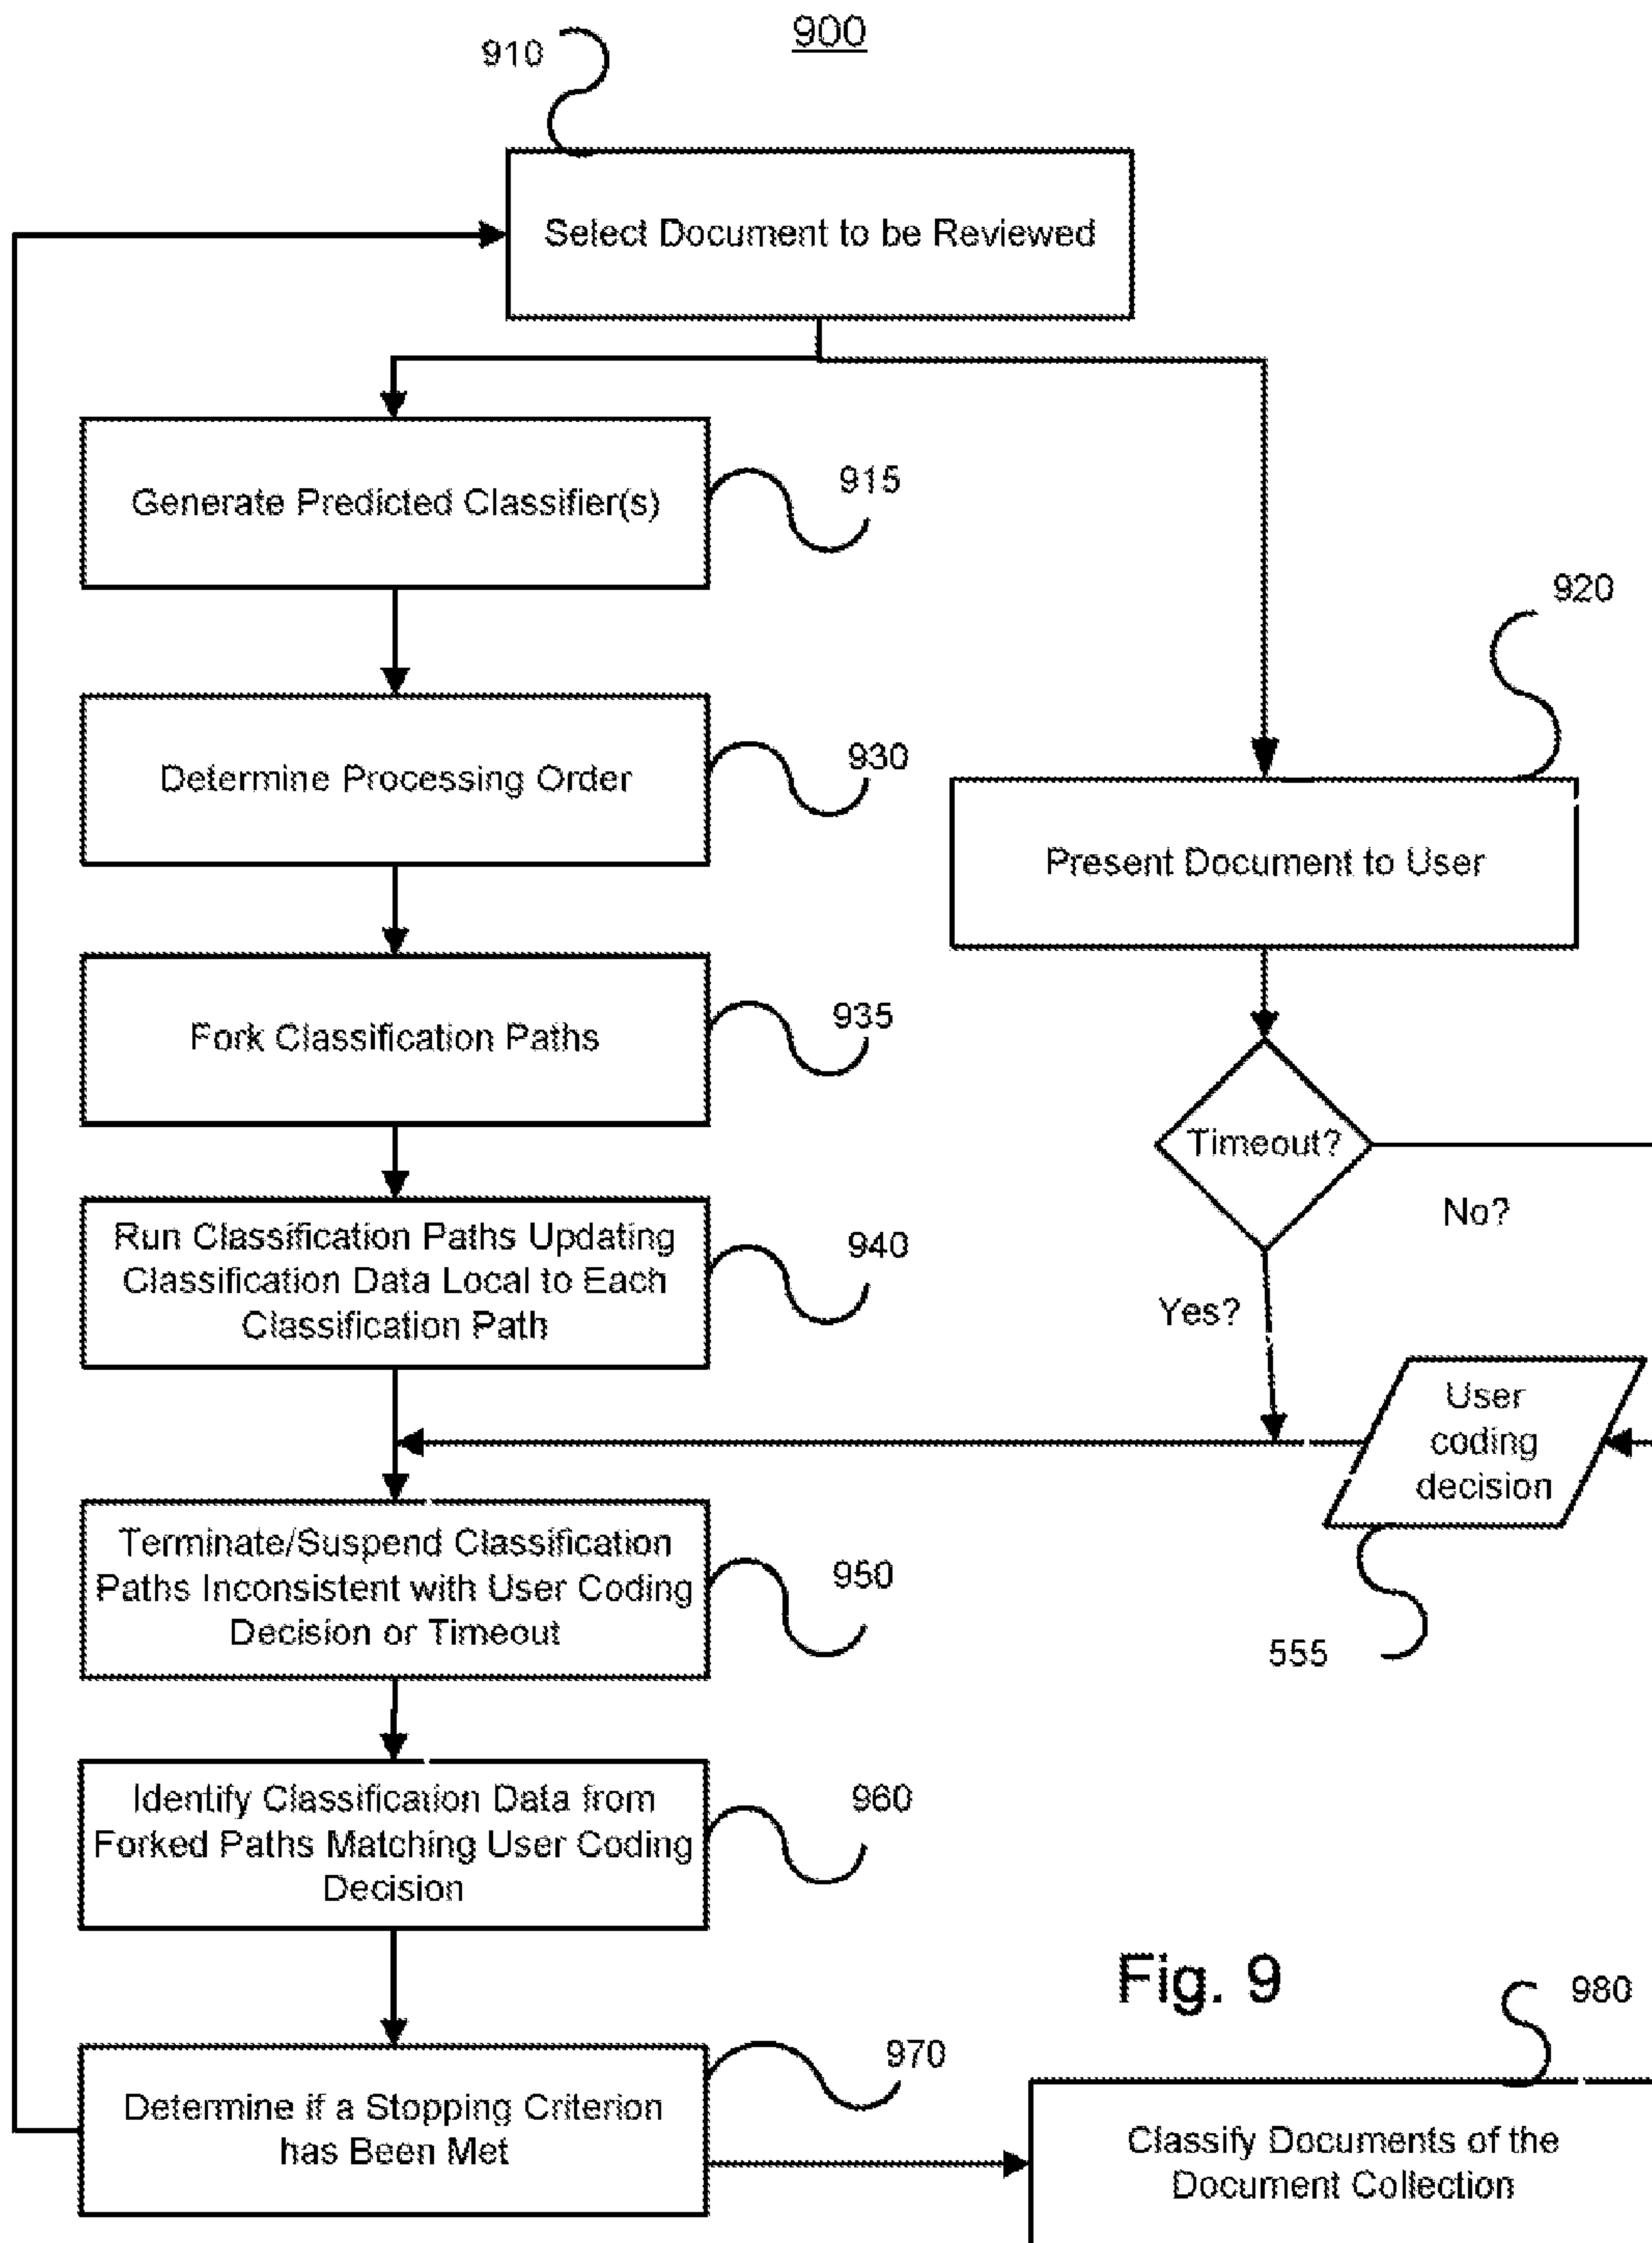 900
910
Select Document to be Reviewed
Generate Predicted Classifier(s)
915
920
Determine Processing Order
930
Present Document to User
Fork Classification Paths
935
Timeout?
No?
Run Classification Paths Updating
Classification Data Local to Each
Classification Path
940
Yes?
User
coding
decision
555
Terminate/Suspend Classification
Paths Inconsistent with User Coding
Decision or Timeout
950
Identify Classification Data from
Forked Paths Matching User Coding
Decision
960
Fig. 9
980
Determine if a Stopping Criterion
has Been Met
970
Classify Documents of the
Document Collection